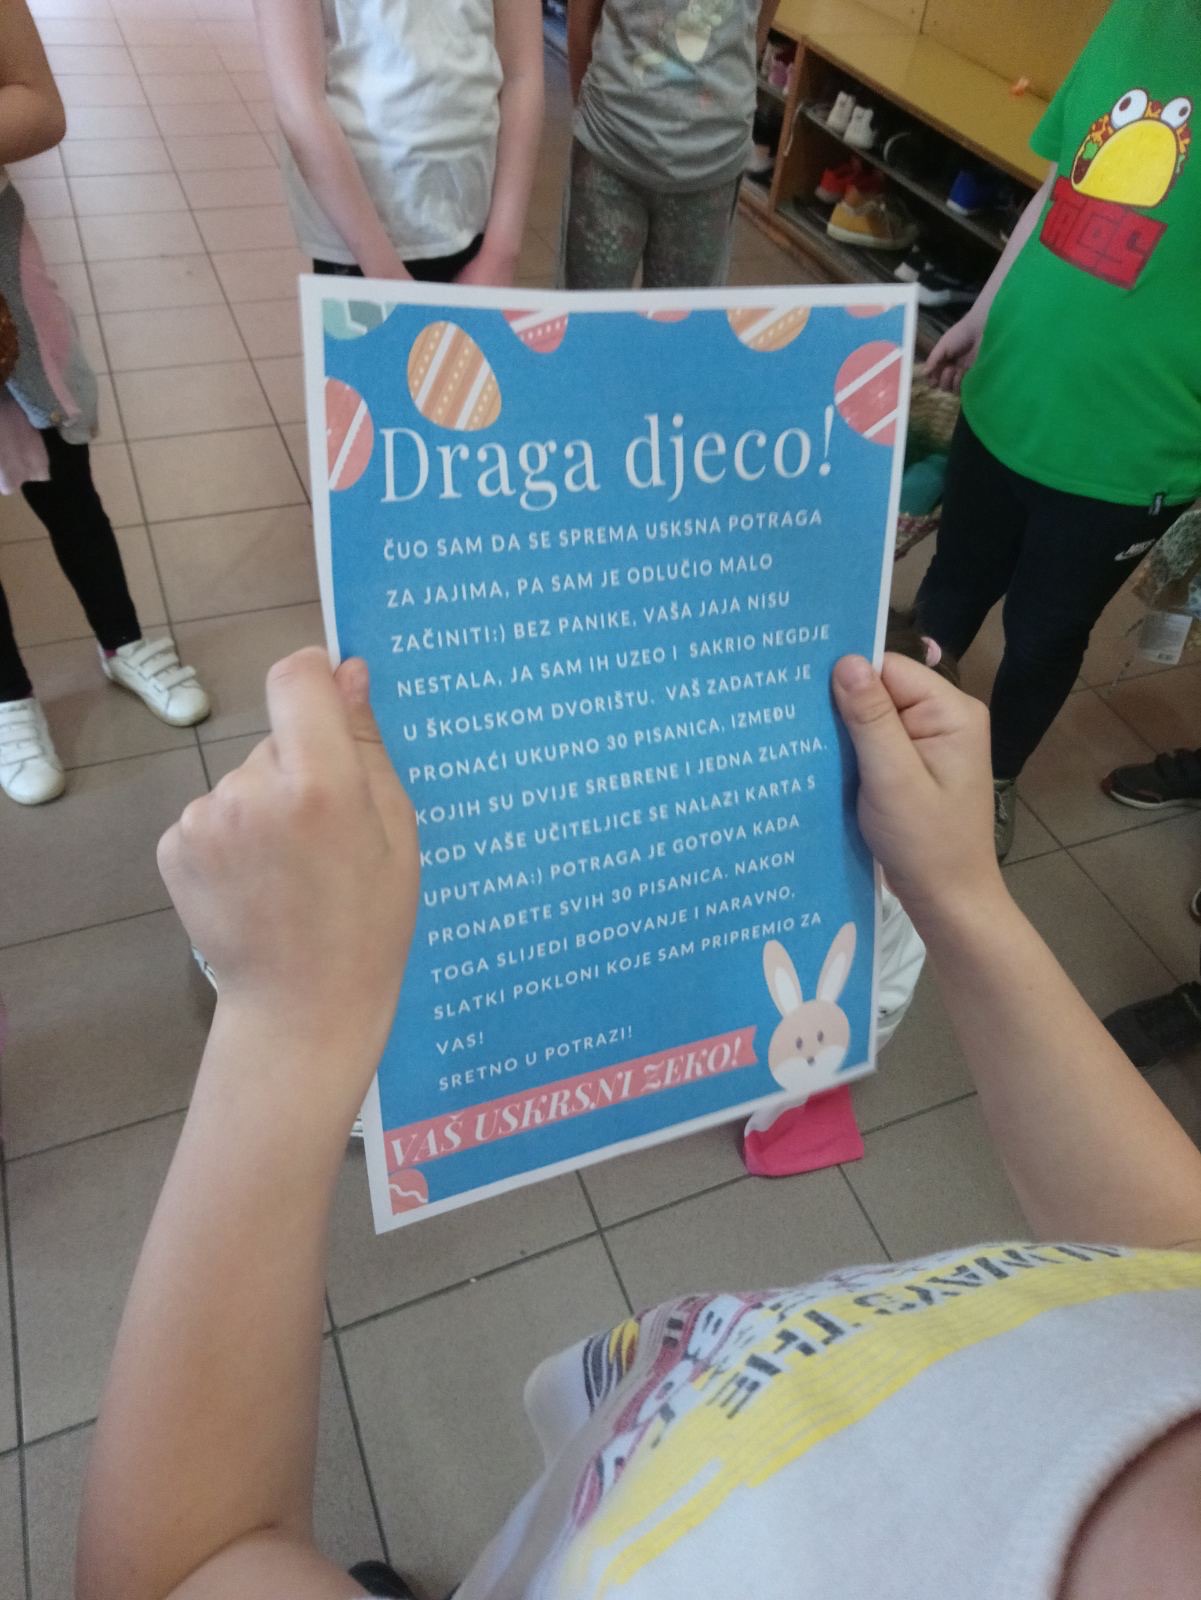 TACOS
Draga djeco!
ČUO SAM DA SE SPREMA USKSNA POTRAGA
ZA JAJIMA, PA SAM JE ODLUČIO MALO
ZAČINITI:) BEZ PANIKE, VAŠA JAJA NISU
NESTALA, JA SAM IH UZEO I SAKRIO NEGDJE
U ŠKOLSKOM DVORIŠTU. VAŠ ZADATAK JE
PRONAĆI UKUPNO 30 PISANICA, IZMEĐU
KOJIH SU DVIJE SREBRENE I JEDNA ZLATNA.
KOD VAŠE UČITELJICE SE NALAZI KARTA S
UPUTAMA:) POTRAGA JE GOTOVA KADA
PRONAĐETE SVIH 30 PISANICA. NAKON
TOGA SLIJEDI BODOVANJE I NARAVNO,
SLATKI POKLONI KOJE SAM PRIPREMIO ZA
VAS!
SRETNO U POTRAZI!
VAŠ USKRSNI ZEKO!
ALWAYS THE